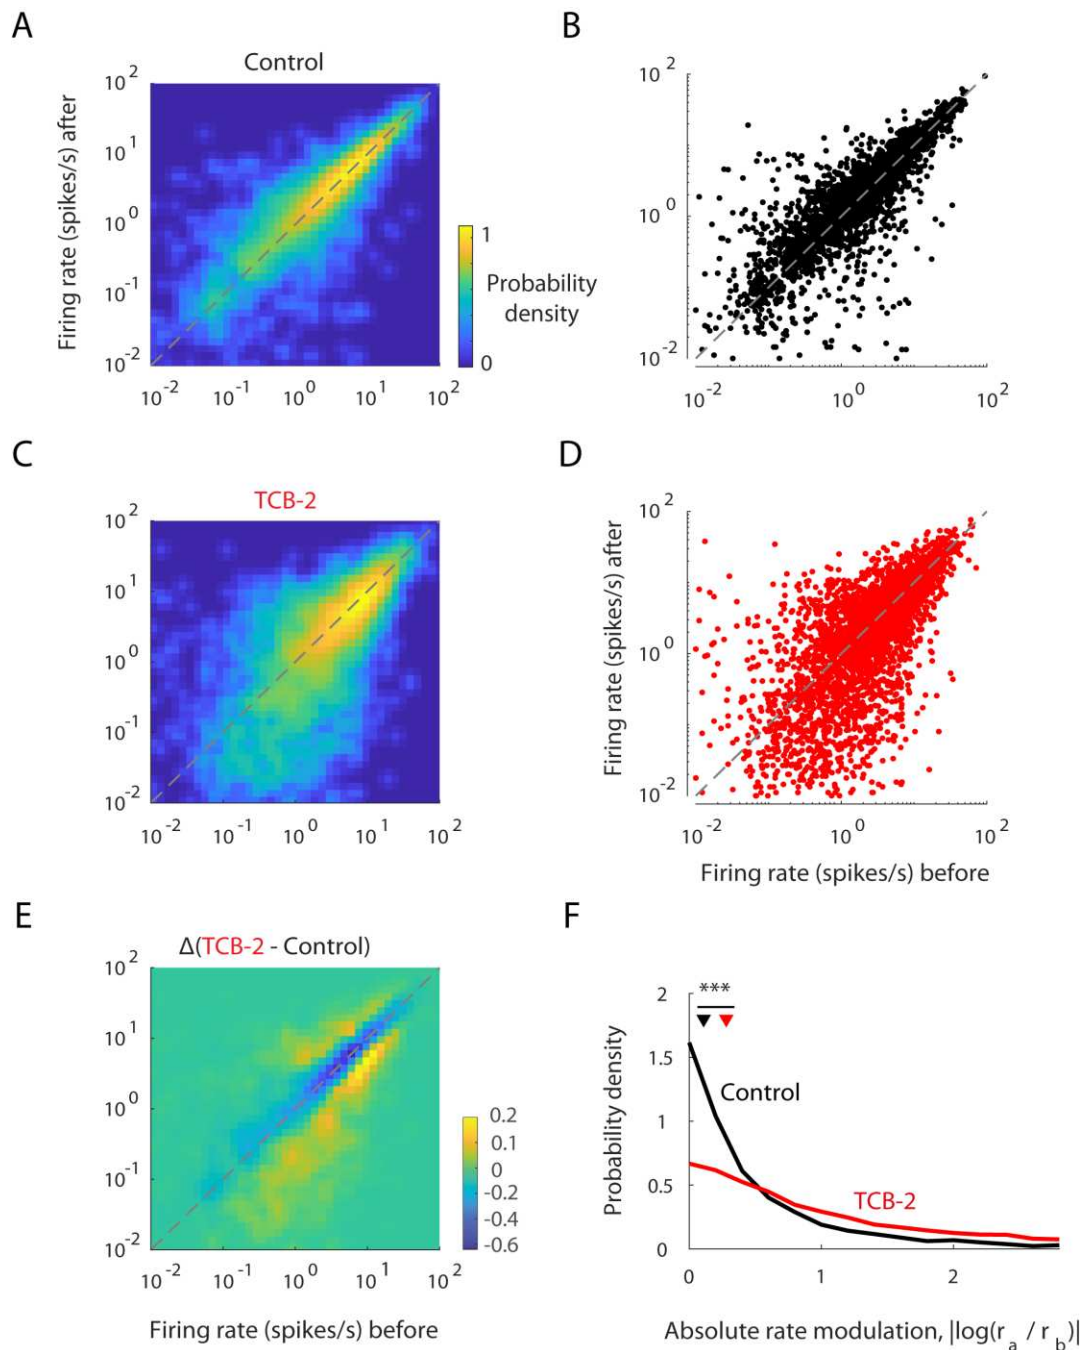 A
Control
Firing rate (spikes/s) after
10^2
10^1
10^0
10^-1
10^-2
10^-2 10^-1 10^0 10^1 10^2
1
Probability
density
0
B
10^2
10^0
10^-2
10^-2 10^0 10^2
C
TCB-2
10^2
10^1
10^0
10^-1
10^-2
10^-2 10^-1 10^0 10^1 10^2
D
Firing rate (spikes/s) after
10^2
10^0
10^-2
10^-2 10^0 10^2
Firing rate (spikes/s) before
E
Δ(TCB-2 - Control)
10^2
10^1
10^0
10^-1
10^-2
10^-2 10^-1 10^0 10^1 10^2
0.2
0.1
-0
-0.2
-0.4
-0.6
Firing rate (spikes/s) before
F
Probability density
2
1.5
1
0.5
0
***
Control
TCB-2
0 1 2
Absolute rate modulation, |log(r_a / r_b)|